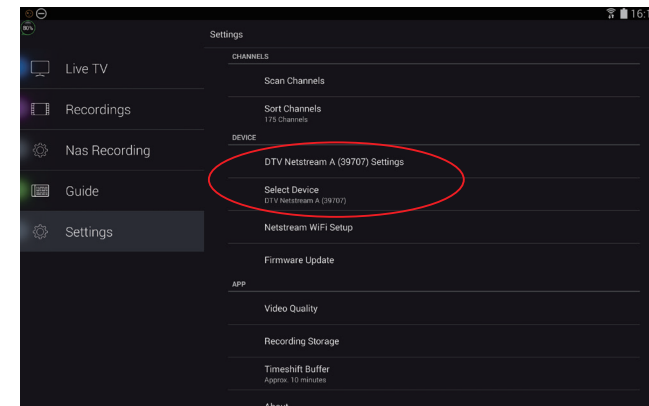 80%
16:1
Settings
Live TV
Recordings
Nas Recording
Guide
Settings
CHANNELS
Scan Channels
Sort Channels
175 Channels
DEVICE
DTV Netstream A (39707) Settings
Select Device
DTV Netstream A (39707)
Netstream WiFi Setup
Firmware Update
APP
Video Quality
Recording Storage
Timeshift Buffer
Approx. 10 minutes
About